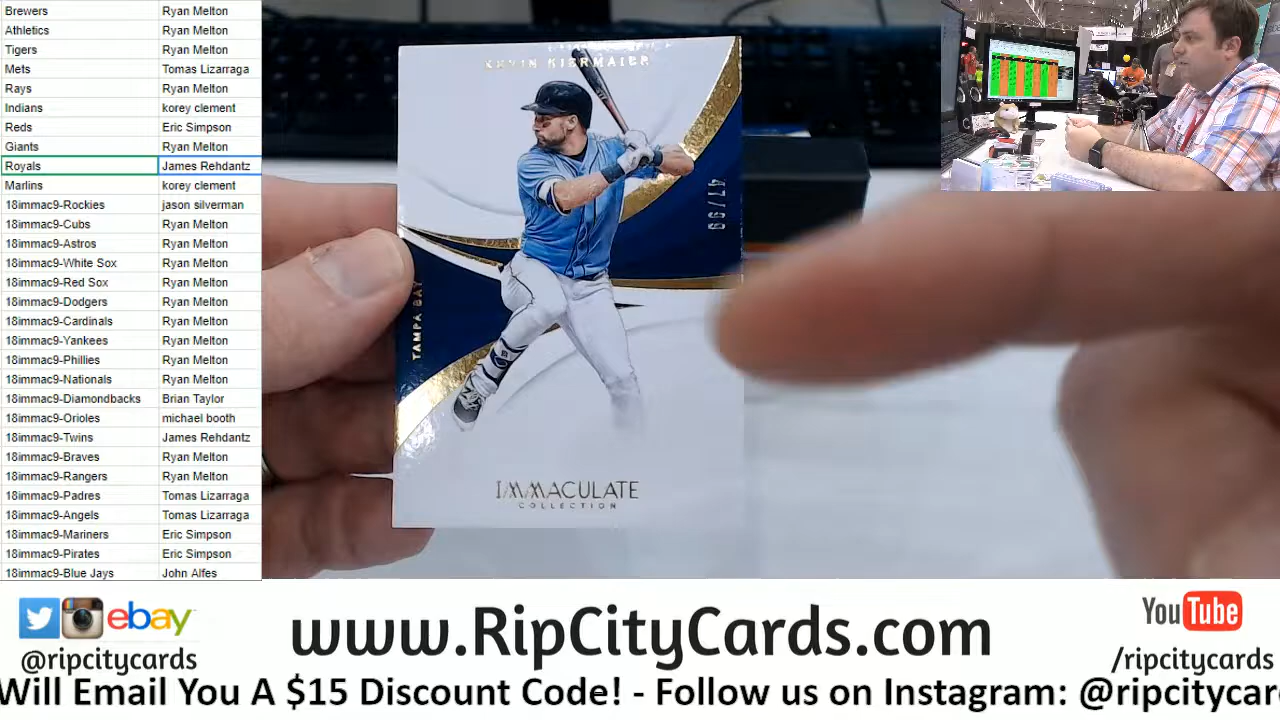 Brewers Ryan Melton
Athletics Ryan Melton
Tigers Ryan Melton
Mets Tomas Lizarraga
Rays Ryan Melton
Indians korey clement
Reds Eric Simpson
Giants Ryan Melton
Royals James Rehdantz
Marlins korey clement
18immac9-Rockies jason silverman
18immac9-Cubs Ryan Melton
18immac9-Astros Ryan Melton
18immac9-White Sox Ryan Melton
18immac9-Red Sox Ryan Melton
18immac9-Dodgers Ryan Melton
18immac9-Cardinals Ryan Melton
18immac9-Yankees Ryan Melton
18immac9-Phillies Ryan Melton
18immac9-Nationals Ryan Melton
18immac9-Diamondbacks Brian Taylor
18immac9-Orioles michael booth
18immac9-Twins James Rehdantz
18immac9-Braves Ryan Melton
18immac9-Rangers Ryan Melton
18immac9-Padres Tomas Lizarraga
18immac9-Angels Tomas Lizarraga
18immac9-Mariners Eric Simpson
18immac9-Pirates Eric Simpson
18immac9-Blue Jays John Alfes
KEVIN KIERMAIER
47/99
TAMPA BAY
IMMACULATE
COLLECTION
ebay
@ripcitycards
www.RipCityCards.com
YouTube
/ripcitycards
Will Email You A $15 Discount Code! - Follow us on Instagram: @ripcitycar